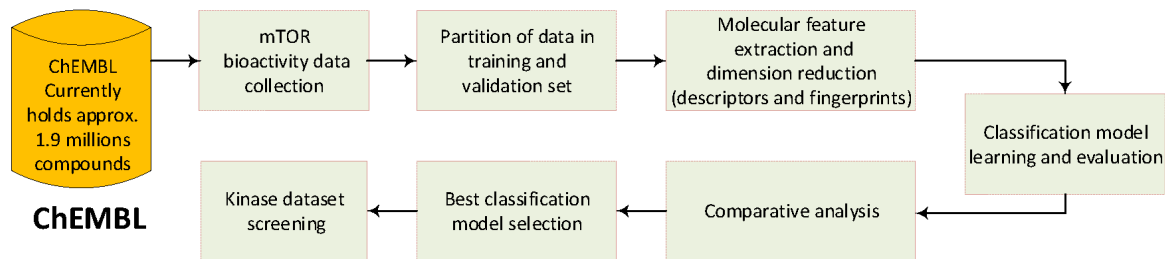 ChEMBL
Currently
holds approx.
1.9 millions
compounds
ChEMBL
mTOR
bioactivity data
collection
Partition of data in
training and
validation set
Molecular feature
extraction and
dimension reduction
(descriptors and fingerprints)
Classification model
learning and evaluation
Comparative analysis
Best classification
model selection
Kinase dataset
screening